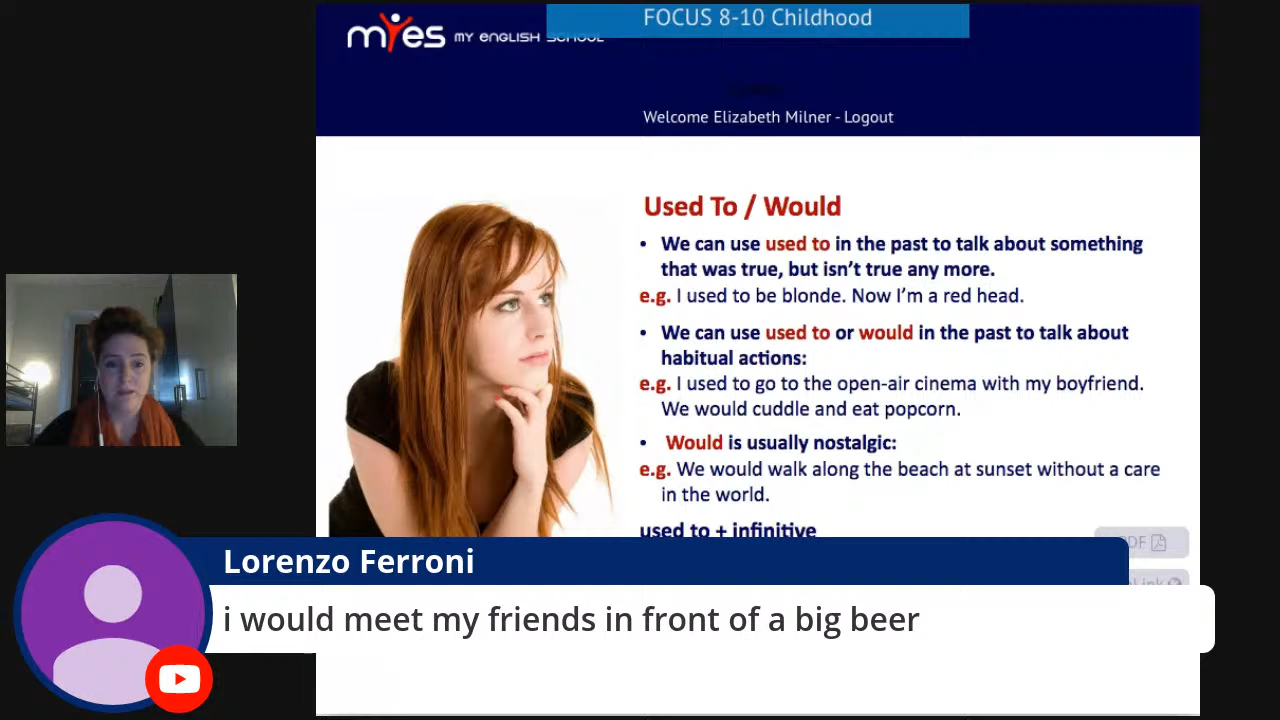 FOCUS 8-10 Childhood
myes MY ENGLISH SCHOOL
Welcome Elizabeth Milner - Logout
Used To / Would
• We can use used to in the past to talk about something
that was true, but isn't true any more.
e.g. I used to be blonde. Now I'm a red head.
• We can use used to or would in the past to talk about
habitual actions:
e.g. I used to go to the open-air cinema with my boyfriend.
We would cuddle and eat popcorn.
• Would is usually nostalgic:
e.g. We would walk along the beach at sunset without a care
in the world.
used to + infinitive
PDF
Link
Lorenzo Ferroni
i would meet my friends in front of a big beer